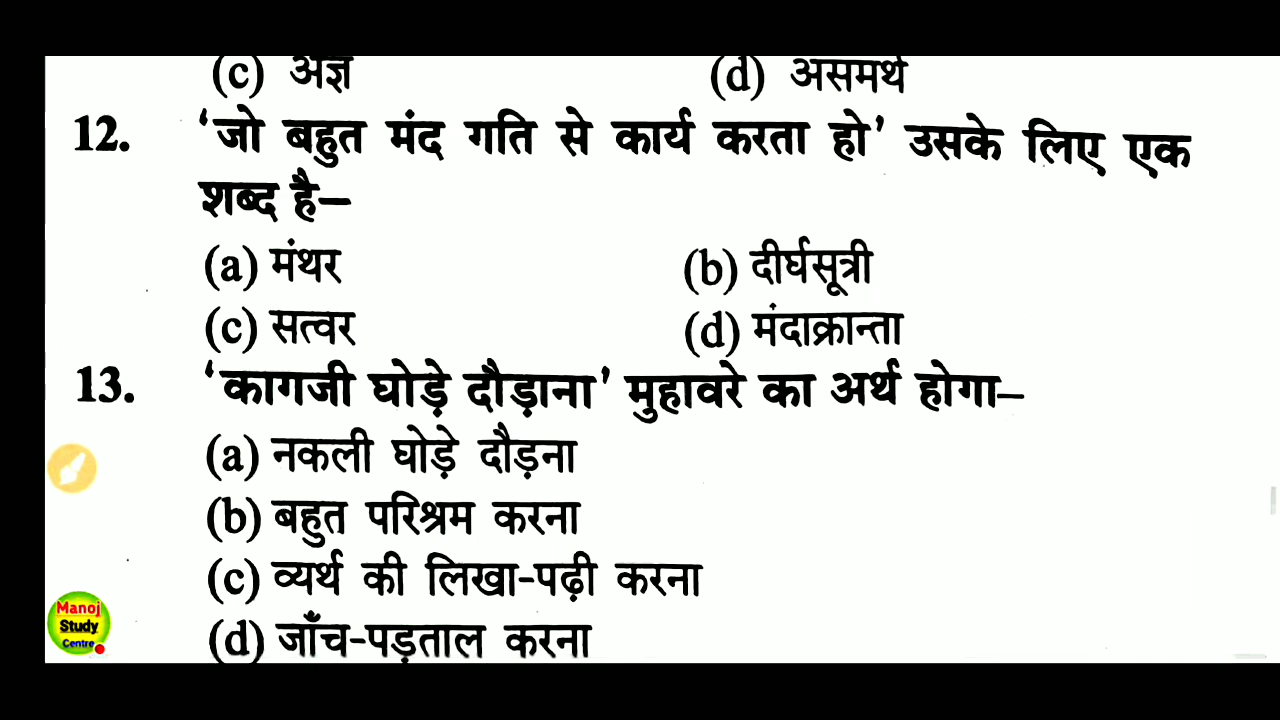 (c) अज्ञ (d) असमर्थ
12. 'जो बहुत मंद गति से कार्य करता हो' उसके लिए एक
शब्द है–
(a) मंथर (b) दीर्घसूत्री
(c) सत्वर (d) मंदाक्रान्ता
13. 'कागजी घोड़े दौड़ाना' मुहावरे का अर्थ होगा–
(a) नकली घोड़े दौड़ना
(b) बहुत परिश्रम करना
(c) व्यर्थ की लिखा-पढ़ी करना
(d) जाँच-पड़ताल करना
Manoj
Study
Centre